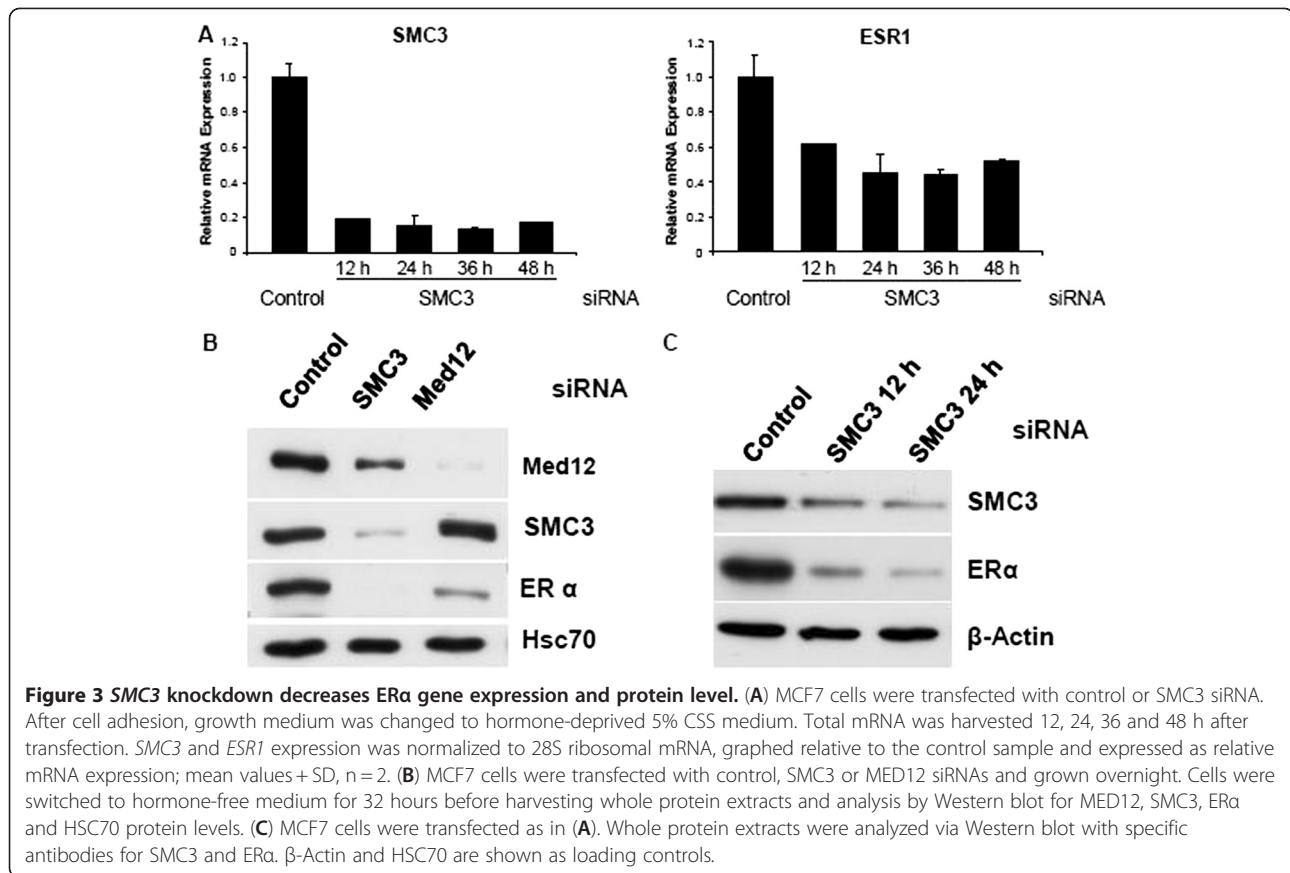 A
SMC3
Relative mRNA Expression
1.2
1.0
0.8
0.6
0.4
0.2
0
12 h 24 h 36 h 48 h
Control SMC3 siRNA
ESR1
Relative mRNA Expression
1.2
1.0
0.8
0.6
0.4
0.2
0
12 h 24 h 36 h 48 h
Control SMC3 siRNA
B
Control SMC3 Med12 siRNA
Med12
SMC3
ER α
Hsc70
C
Control SMC3 12 h SMC3 24 h siRNA
SMC3
ERα
β-Actin
Figure 3 SMC3 knockdown decreases ERα gene expression and protein level. (A) MCF7 cells were transfected with control or SMC3 siRNA.
After cell adhesion, growth medium was changed to hormone-deprived 5% CSS medium. Total mRNA was harvested 12, 24, 36 and 48 h after
transfection. SMC3 and ESR1 expression was normalized to 28S ribosomal mRNA, graphed relative to the control sample and expressed as relative
mRNA expression; mean values + SD, n = 2. (B) MCF7 cells were transfected with control, SMC3 or MED12 siRNAs and grown overnight. Cells were
switched to hormone-free medium for 32 hours before harvesting whole protein extracts and analysis by Western blot for MED12, SMC3, ERα
and HSC70 protein levels. (C) MCF7 cells were transfected as in (A). Whole protein extracts were analyzed via Western blot with specific
antibodies for SMC3 and ERα. β-Actin and HSC70 are shown as loading controls.